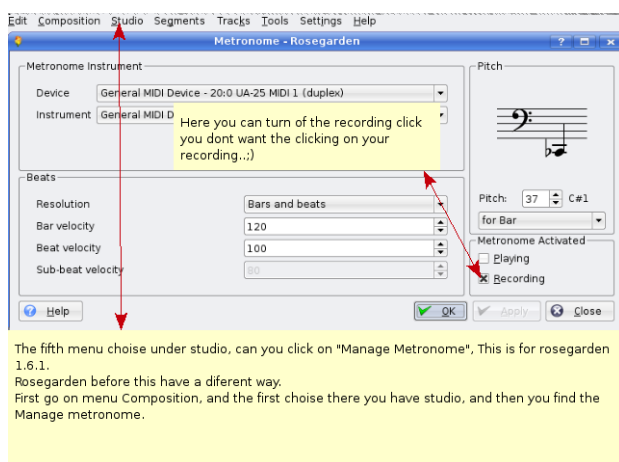 Edit Composition Studio Segments Tracks Tools Settings Help
Metronome - Rosegarden
Metronome Instrument
Device General MIDI Device - 20:0 UA-25 MIDI 1 (duplex)
Instrument General MIDI D
Here you can turn of the recording click
you dont want the clicking on your
recording..;)
Pitch
Pitch: 37 C#1
for Bar
Beats
Resolution Bars and beats
Bar velocity 120
Beat velocity 100
Sub-beat velocity 80
Metronome Activated
Playing
Recording
Help OK Apply Close
The fifth menu choise under studio, can you click on "Manage Metronome", This is for rosegarden
1.6.1.
Rosegarden before this have a diferent way.
First go on menu Composition, and the first choise there you have studio, and then you find the
Manage metronome.